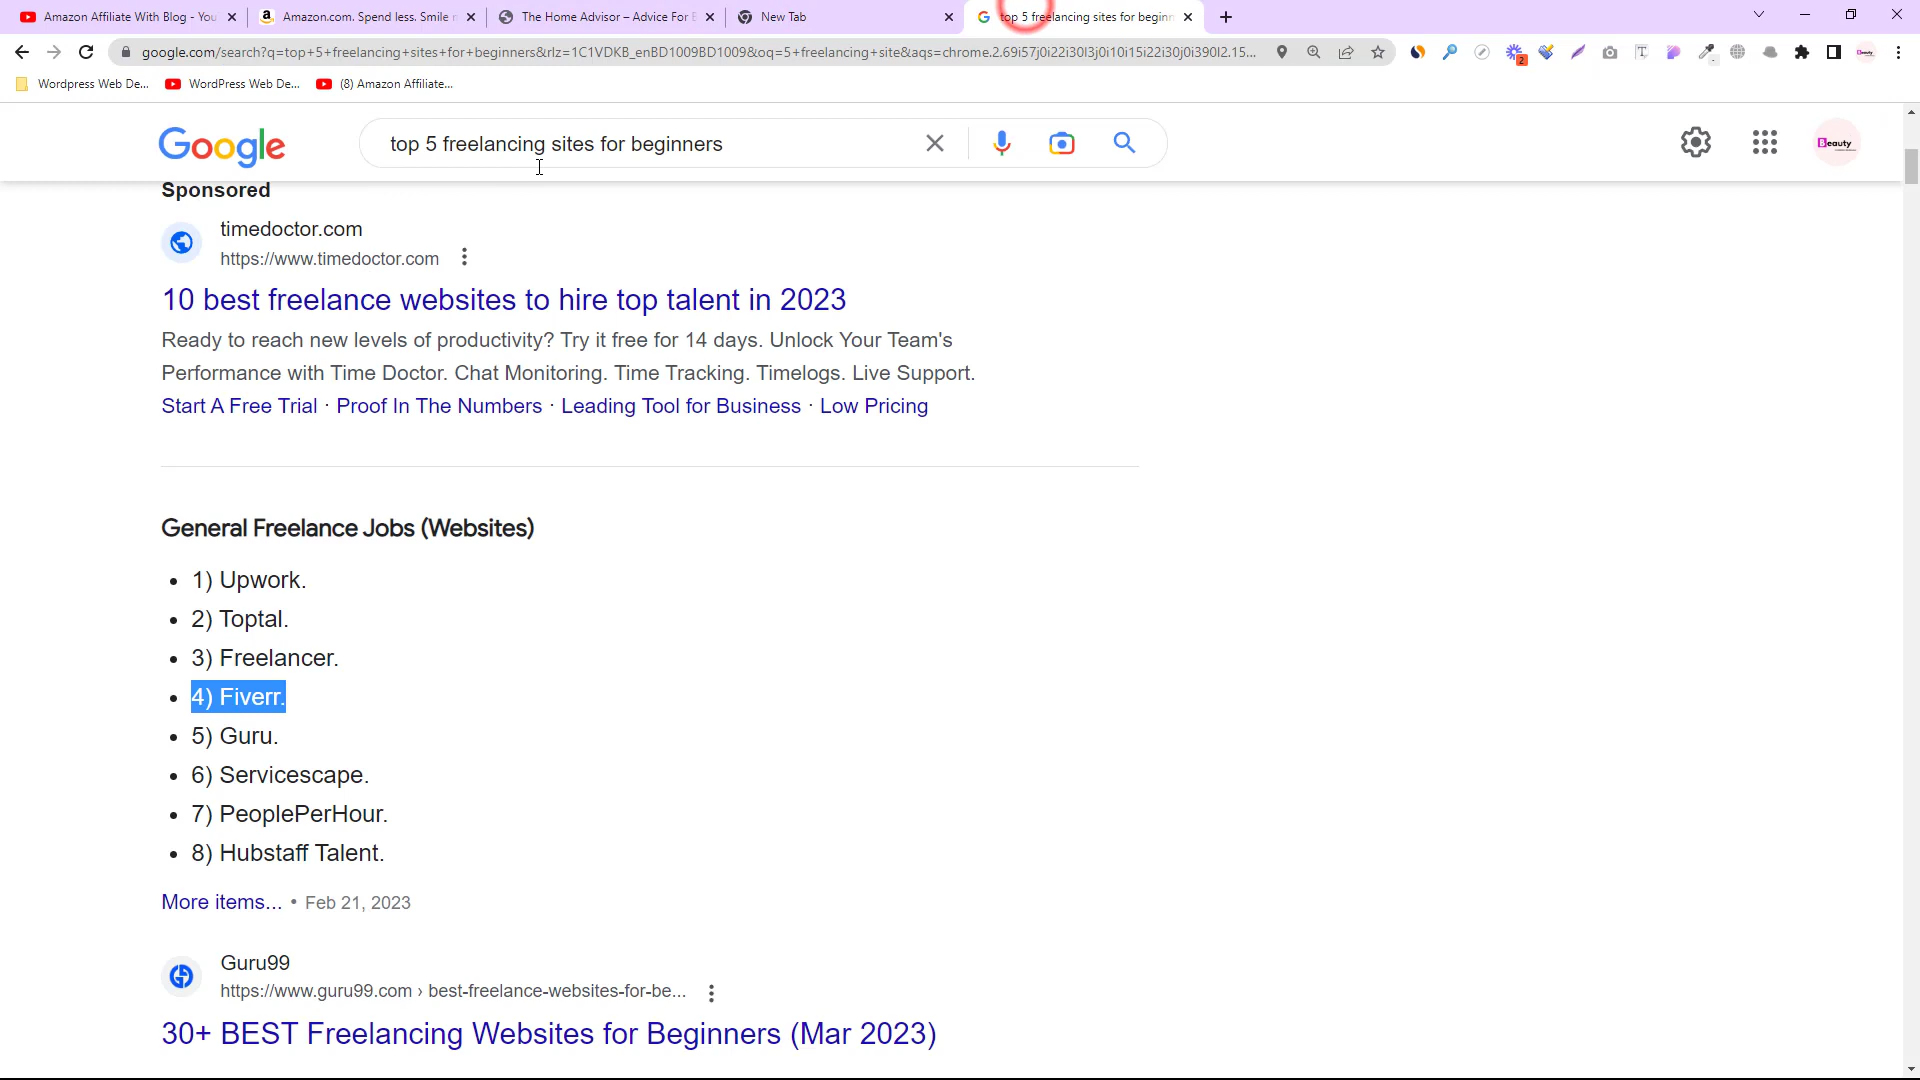 Amazon Affiliate With Blog - You
Amazon.com. Spend less. Smile m
The Home Advisor – Advice For E
New Tab
top 5 freelancing sites for beginn
google.com/search?q=top+5+freelancing+sites+for+beginners&rlz=1C1VDKB_enBD1009BD1009&oq=5+freelancing+site&aqs=chrome.2.69i57j0i22i30l3j0i10i15i22i30j0i390l2.15...
2
Wordpress Web De...
WordPress Web De...
(8) Amazon Affiliate...
Google
top 5 freelancing sites for beginners
Beauty
Sponsored
timedoctor.com
https://www.timedoctor.com
10 best freelance websites to hire top talent in 2023
Ready to reach new levels of productivity? Try it free for 14 days. Unlock Your Team's
Performance with Time Doctor. Chat Monitoring. Time Tracking. Timelogs. Live Support.
Start A Free Trial · Proof In The Numbers · Leading Tool for Business · Low Pricing
General Freelance Jobs (Websites)
• 1) Upwork.
• 2) Toptal.
• 3) Freelancer.
• 4) Fiverr.
• 5) Guru.
• 6) Servicescape.
• 7) PeoplePerHour.
• 8) Hubstaff Talent.
More items... • Feb 21, 2023
Guru99
https://www.guru99.com › best-freelance-websites-for-be...
30+ BEST Freelancing Websites for Beginners (Mar 2023)